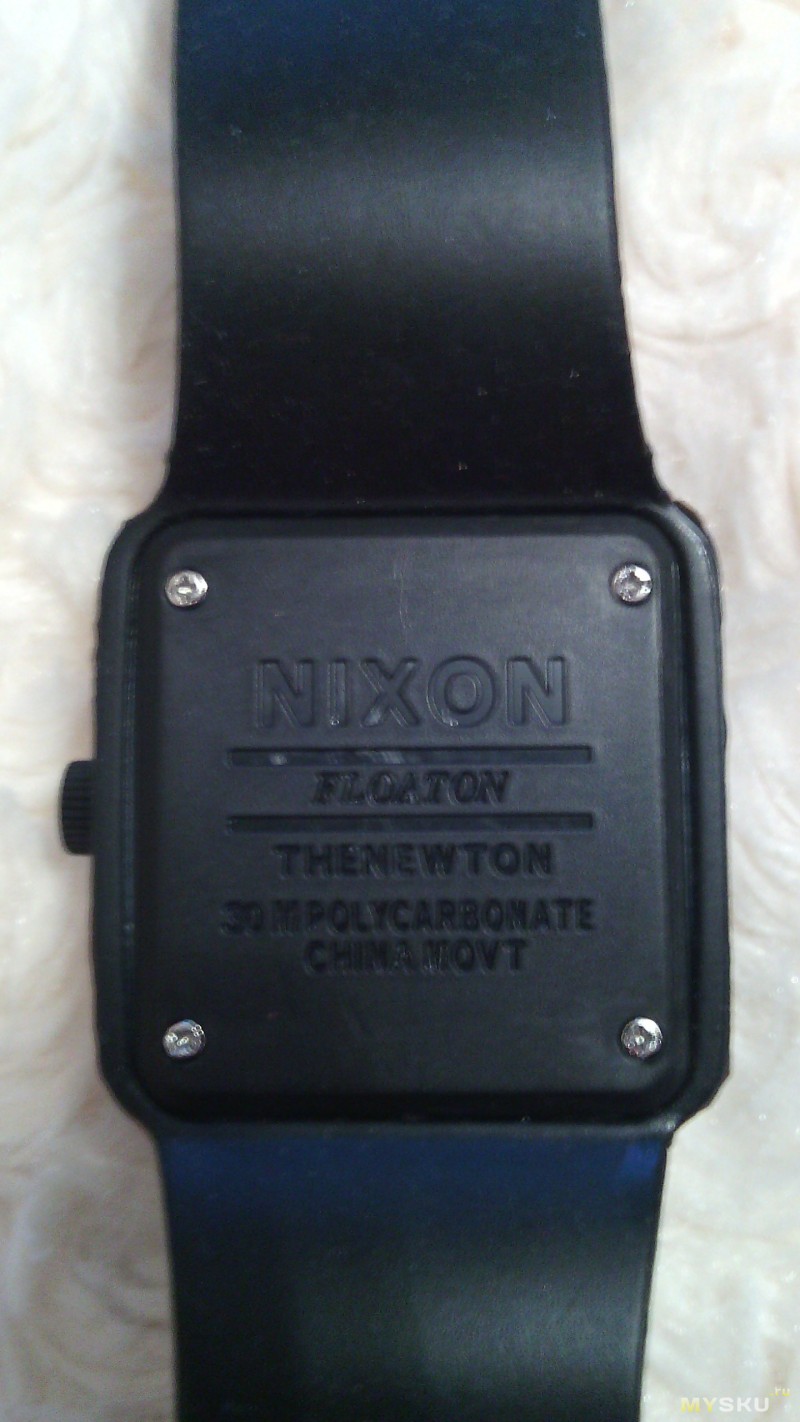 NIXON
FLOATON
THENEWTON
30 M POLYCARBONATE
CHINA MOVT
MYSKU.ru